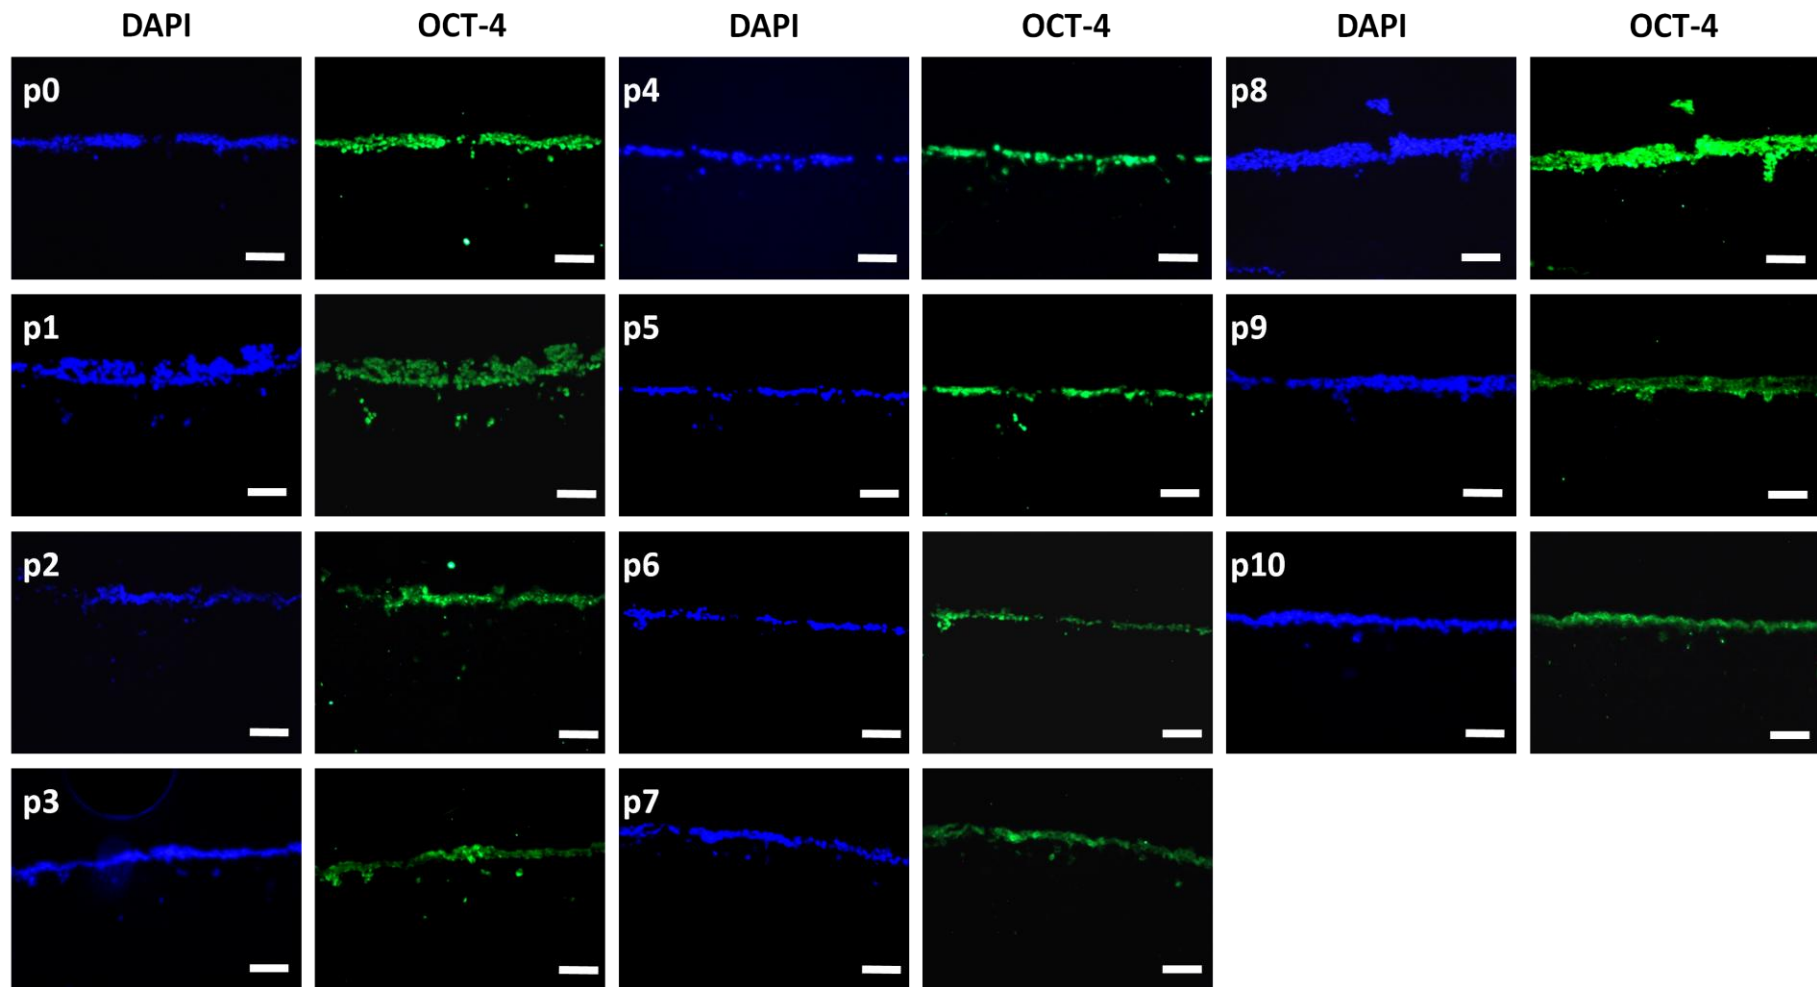 DAPI OCT-4 DAPI OCT-4 DAPI OCT-4
p0 p4 p8
p1 p5 p9
p2 p6 p10
p3 p7